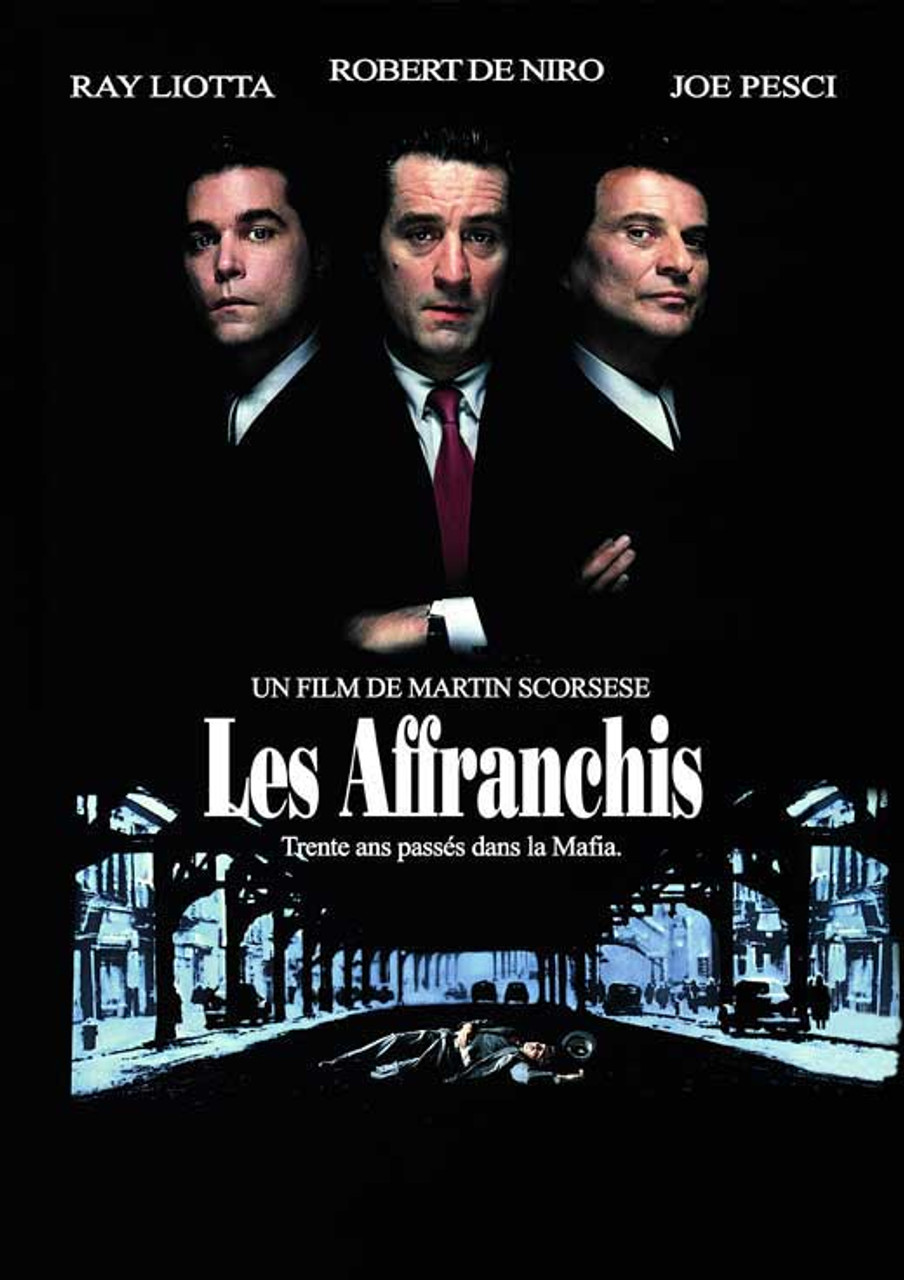 ROBERT DE NIRO
RAY LIOTTA
JOE PESCI
UN FILM DE MARTIN SCORSESE
Les Affranchis
Trente ans passés dans la Mafia.